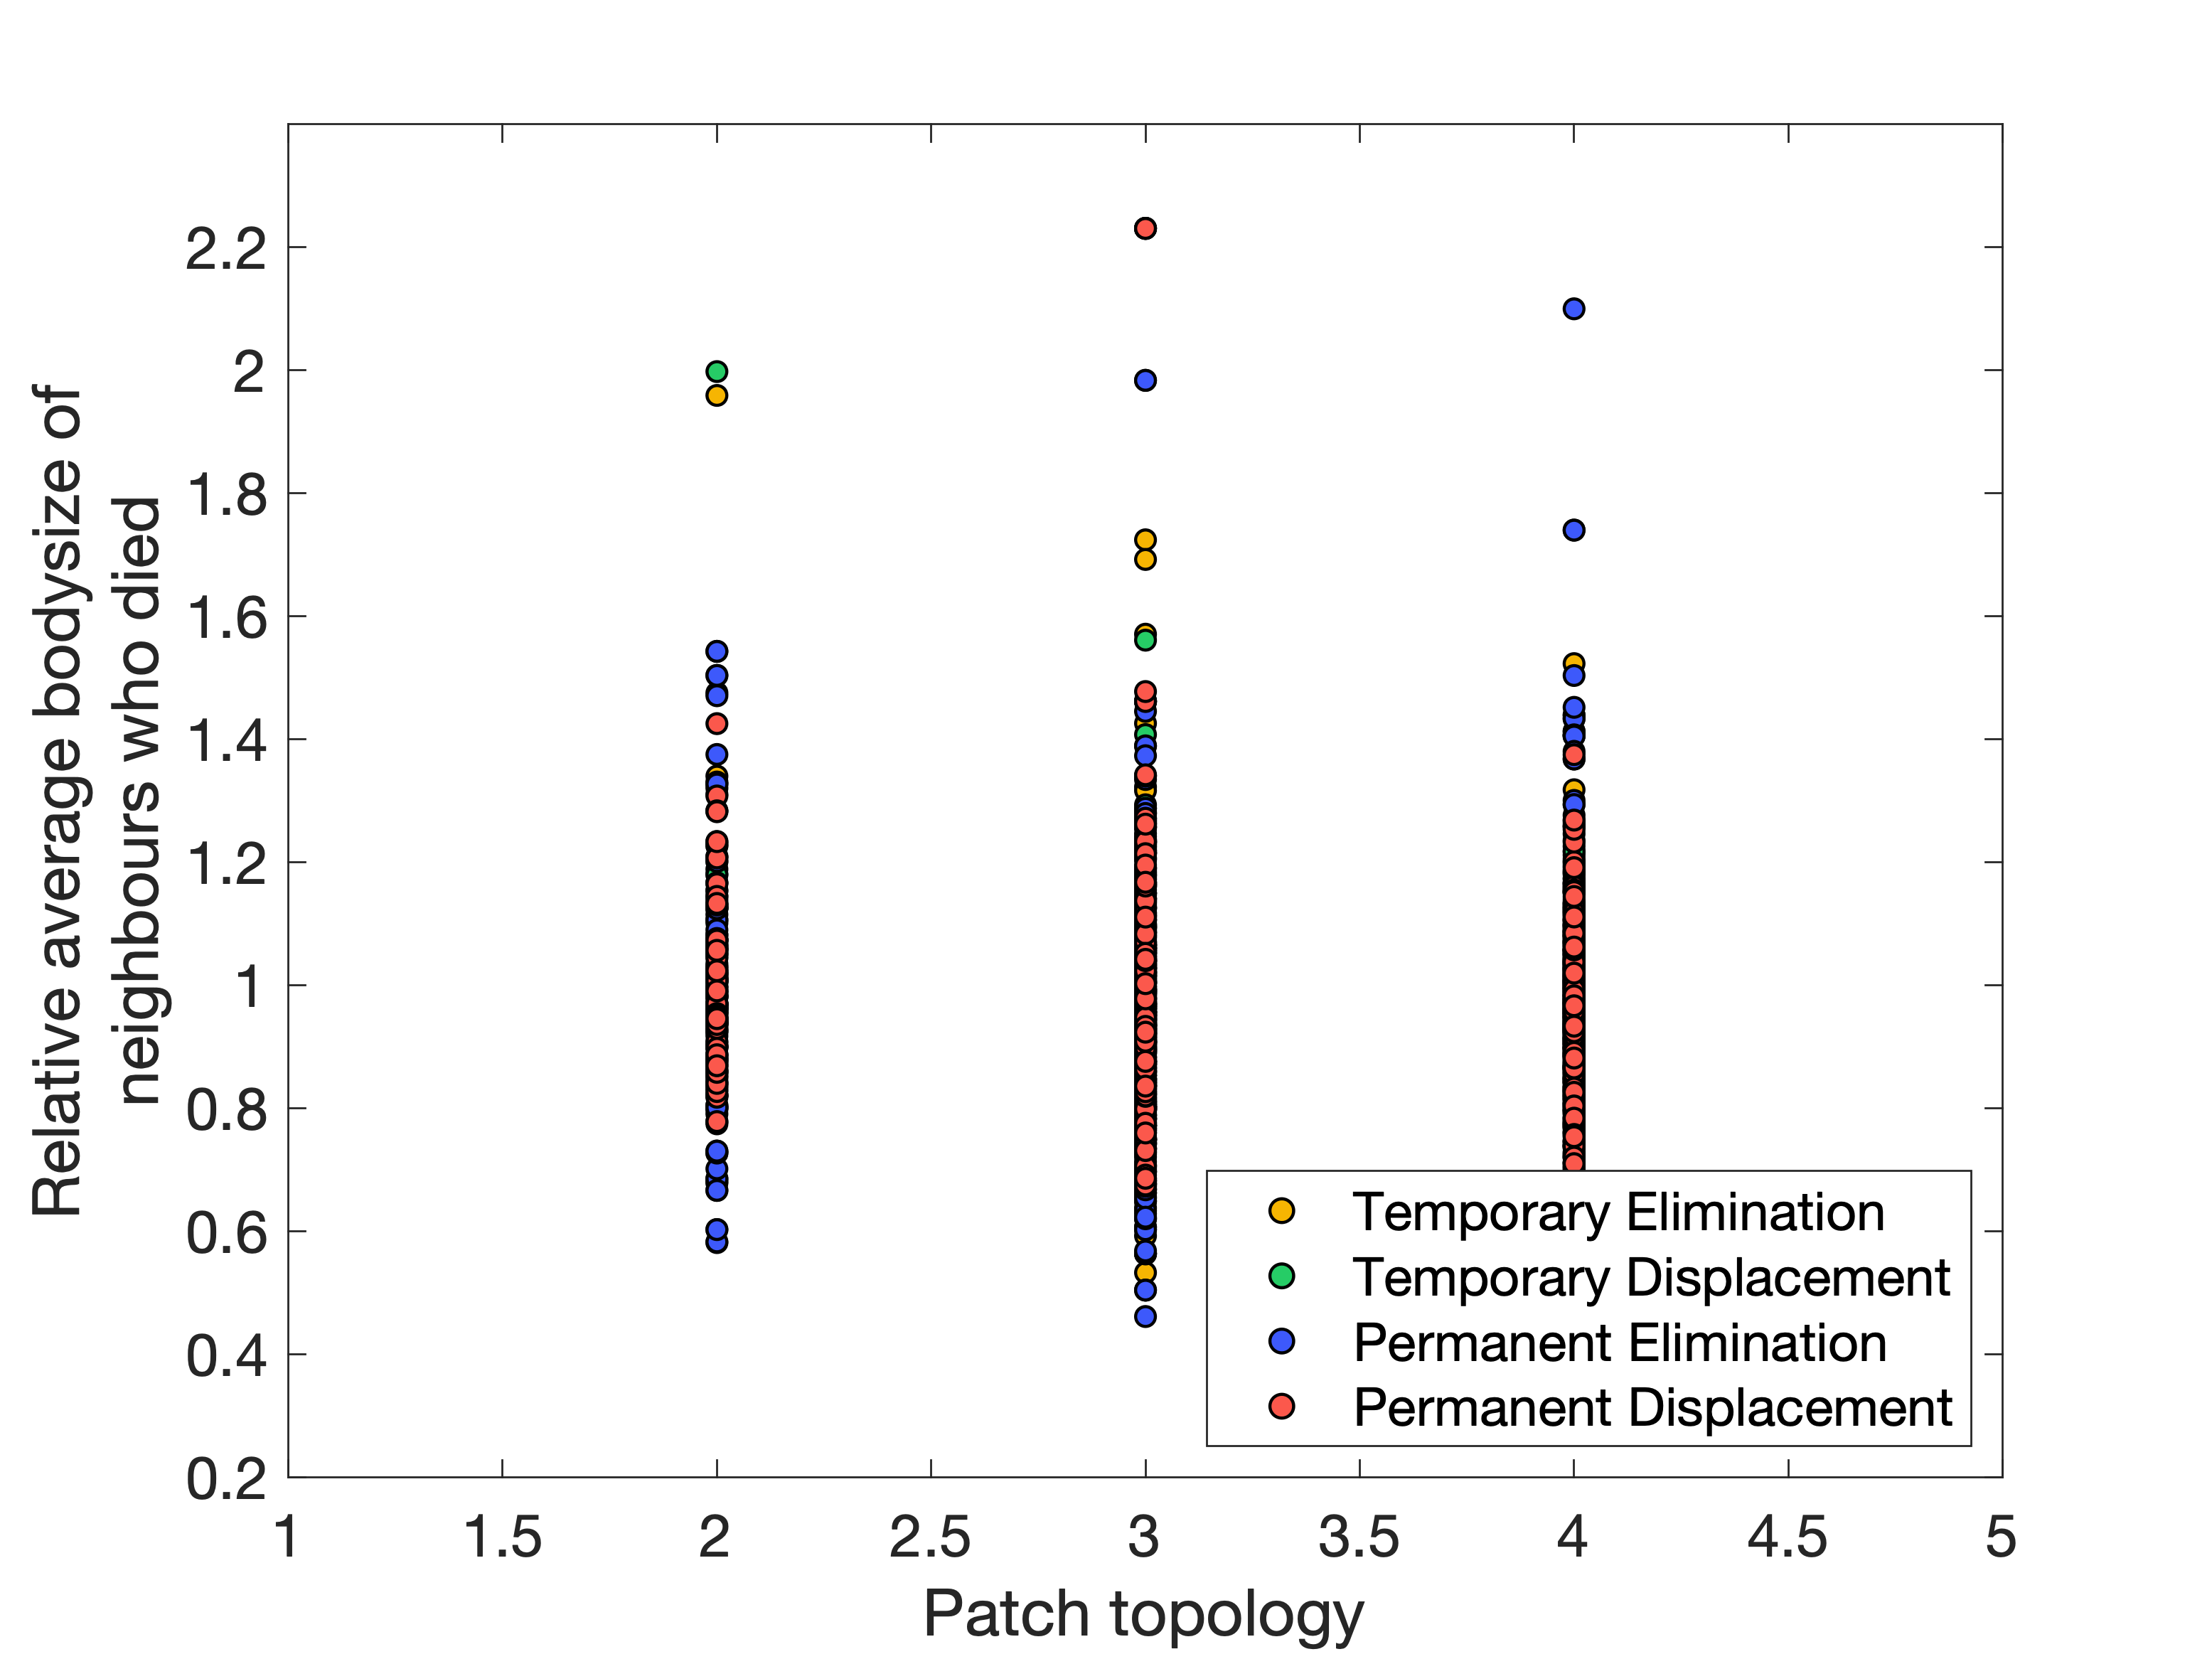 Relative average bodysize of
neighbours who died
2.2
2
1.8
1.6
1.4
1.2
1
0.8
0.6
0.4
0.2
1
1.5
2
2.5
3
3.5
4
4.5
5
Patch topology
Temporary Elimination
Temporary Displacement
Permanent Elimination
Permanent Displacement